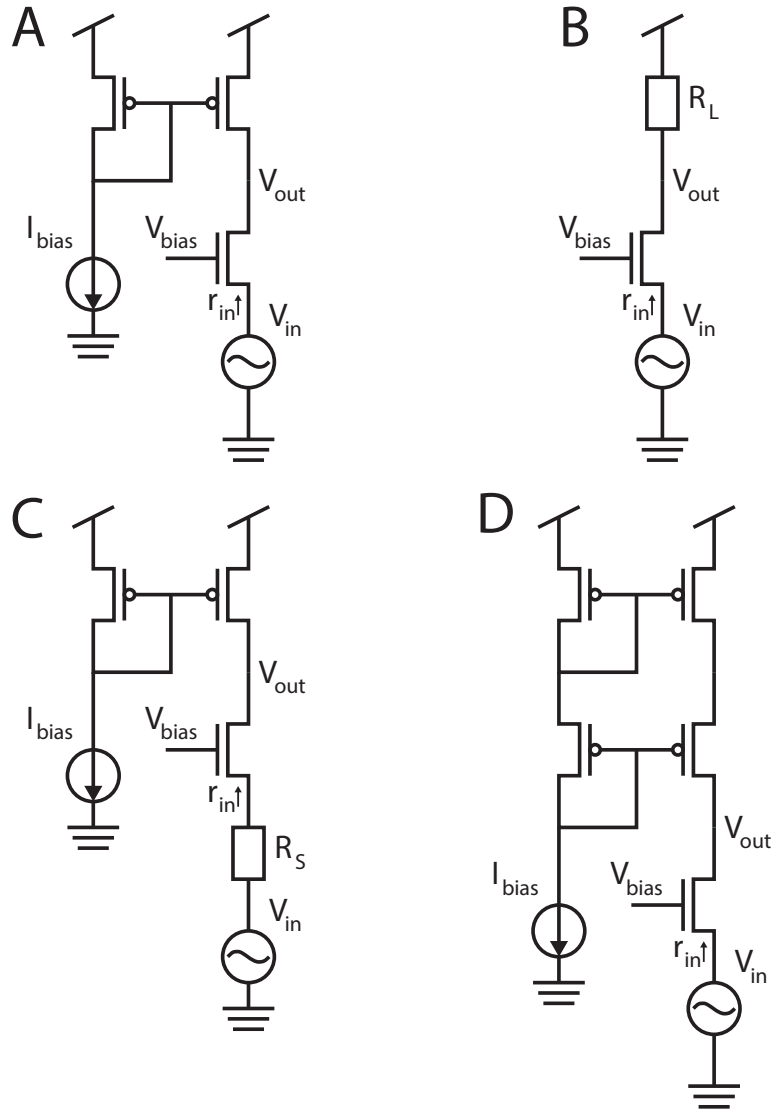 A
B
R_L
V_out
V_out
I_bias
V_bias
V_bias
r_in
V_in
r_in
V_in
C
D
V_out
I_bias
V_bias
r_in
R_S
V_out
I_bias
V_bias
V_in
r_in
V_in